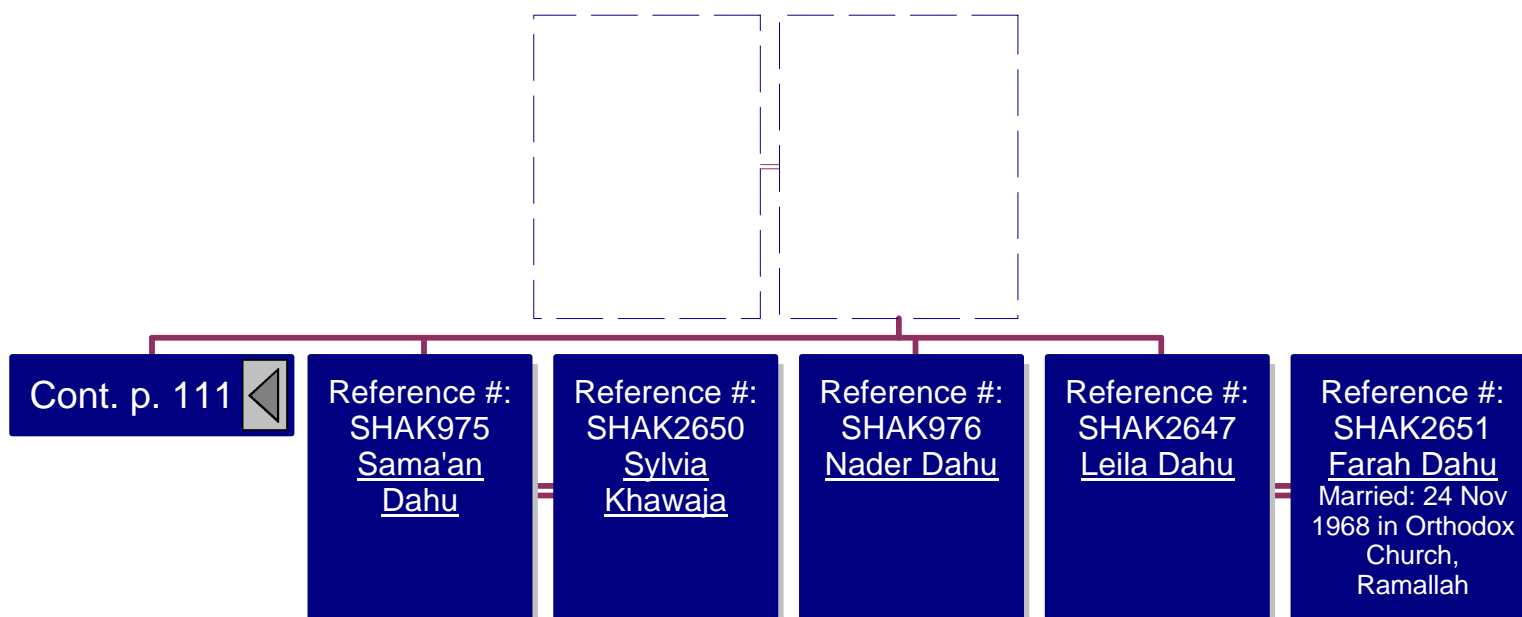 Cont. p. 111
Reference #:
SHAK975
Sama'an
Dahu
Reference #:
SHAK2650
Sylvia
Khawaja
Reference #:
SHAK976
Nader Dahu
Reference #:
SHAK2647
Leila Dahu
Reference #:
SHAK2651
Farah Dahu
Married: 24 Nov
1968 in Orthodox
Church,
Ramallah